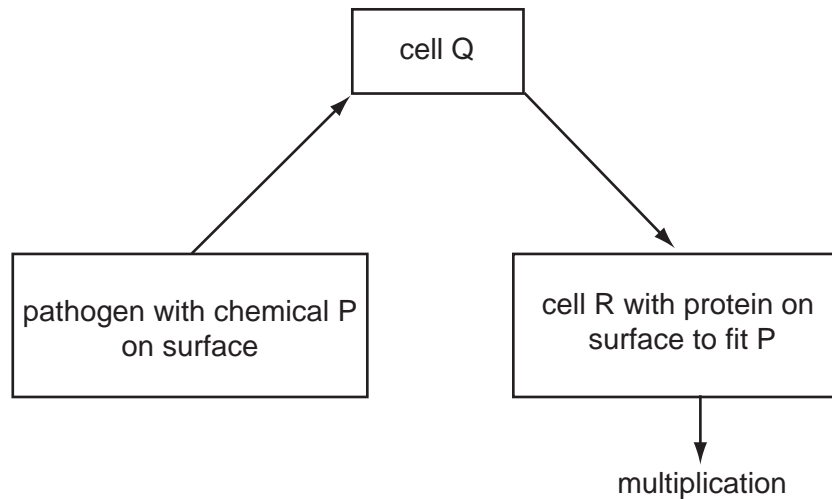 cell Q
pathogen with chemical P
on surface
cell R with protein on
surface to fit P
multiplication